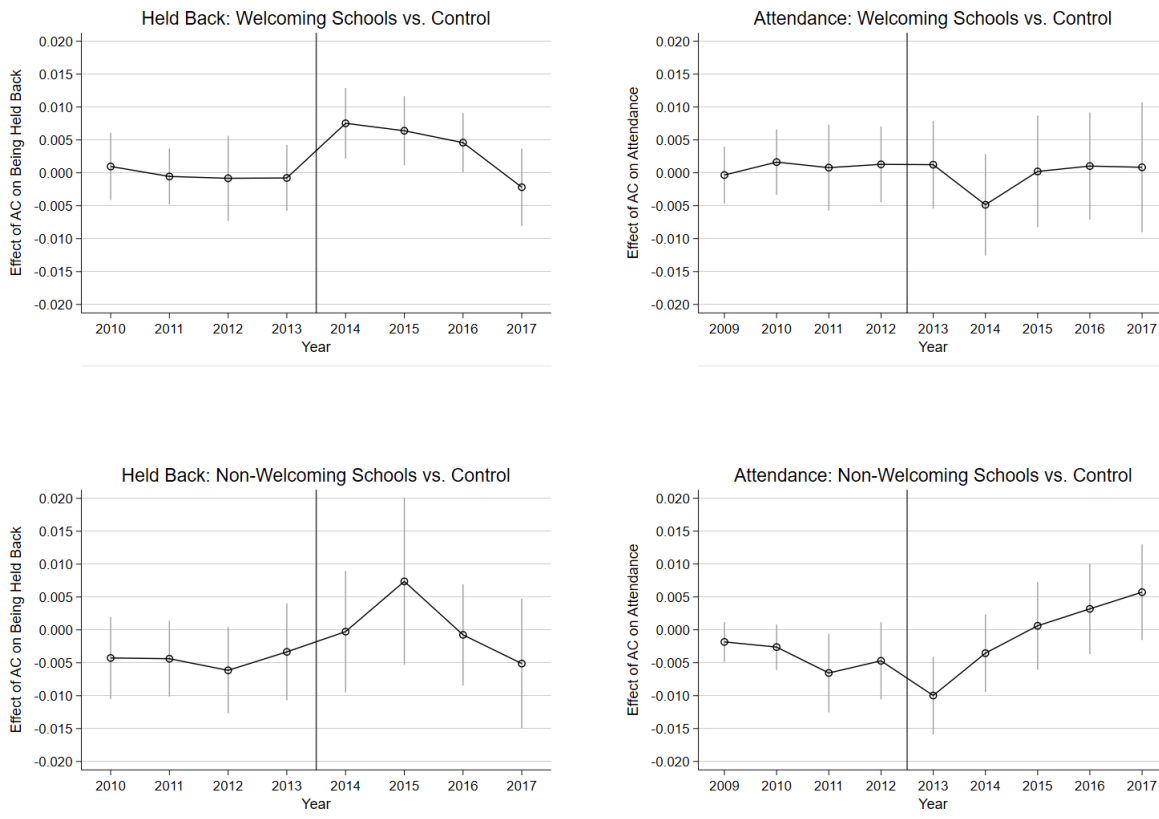 Held Back: Welcoming Schools vs. Control
Effect of AC on Being Held Back
0.020
0.015
0.010
0.005
0.000
-0.005
-0.010
-0.015
-0.020
2010 2011 2012 2013 2014 2015 2016 2017
Year
Attendance: Welcoming Schools vs. Control
Effect of AC on Attendance
0.020
0.015
0.010
0.005
0.000
-0.005
-0.010
-0.015
-0.020
2009 2010 2011 2012 2013 2014 2015 2016 2017
Year
Held Back: Non-Welcoming Schools vs. Control
Effect of AC on Being Held Back
0.020
0.015
0.010
0.005
0.000
-0.005
-0.010
-0.015
-0.020
2010 2011 2012 2013 2014 2015 2016 2017
Year
Attendance: Non-Welcoming Schools vs. Control
Effect of AC on Attendance
0.020
0.015
0.010
0.005
0.000
-0.005
-0.010
-0.015
-0.020
2009 2010 2011 2012 2013 2014 2015 2016 2017
Year